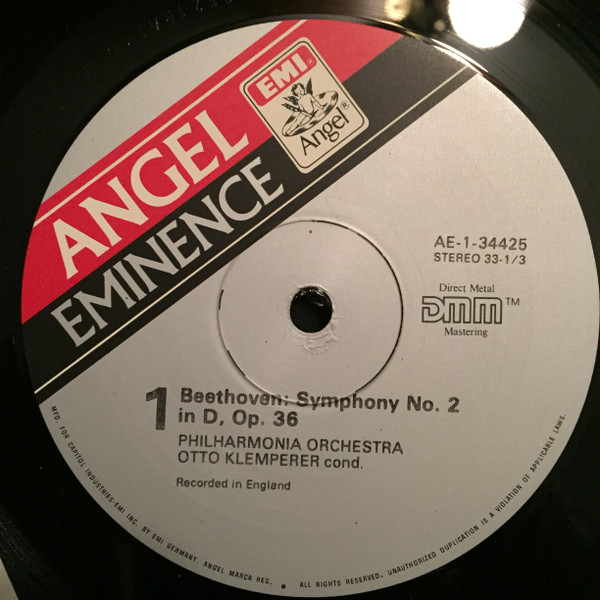 EMI
Angel®
ANGEL
EMINENCE
AE-1-34425
STEREO 33-1/3
Direct Metal
DMM™
Mastering
1
Beethoven: Symphony No. 2
in D, Op. 36
PHILHARMONIA ORCHESTRA
OTTO KLEMPERER cond.
Recorded in England
MFD. FOR CAPITOL INDUSTRIES-EMI INC. BY EMI GERMANY. ANGEL MARCA REG. • ALL RIGHTS RESERVED. UNAUTHORIZED DUPLICATION IS A VIOLATION OF APPLICABLE LAWS.